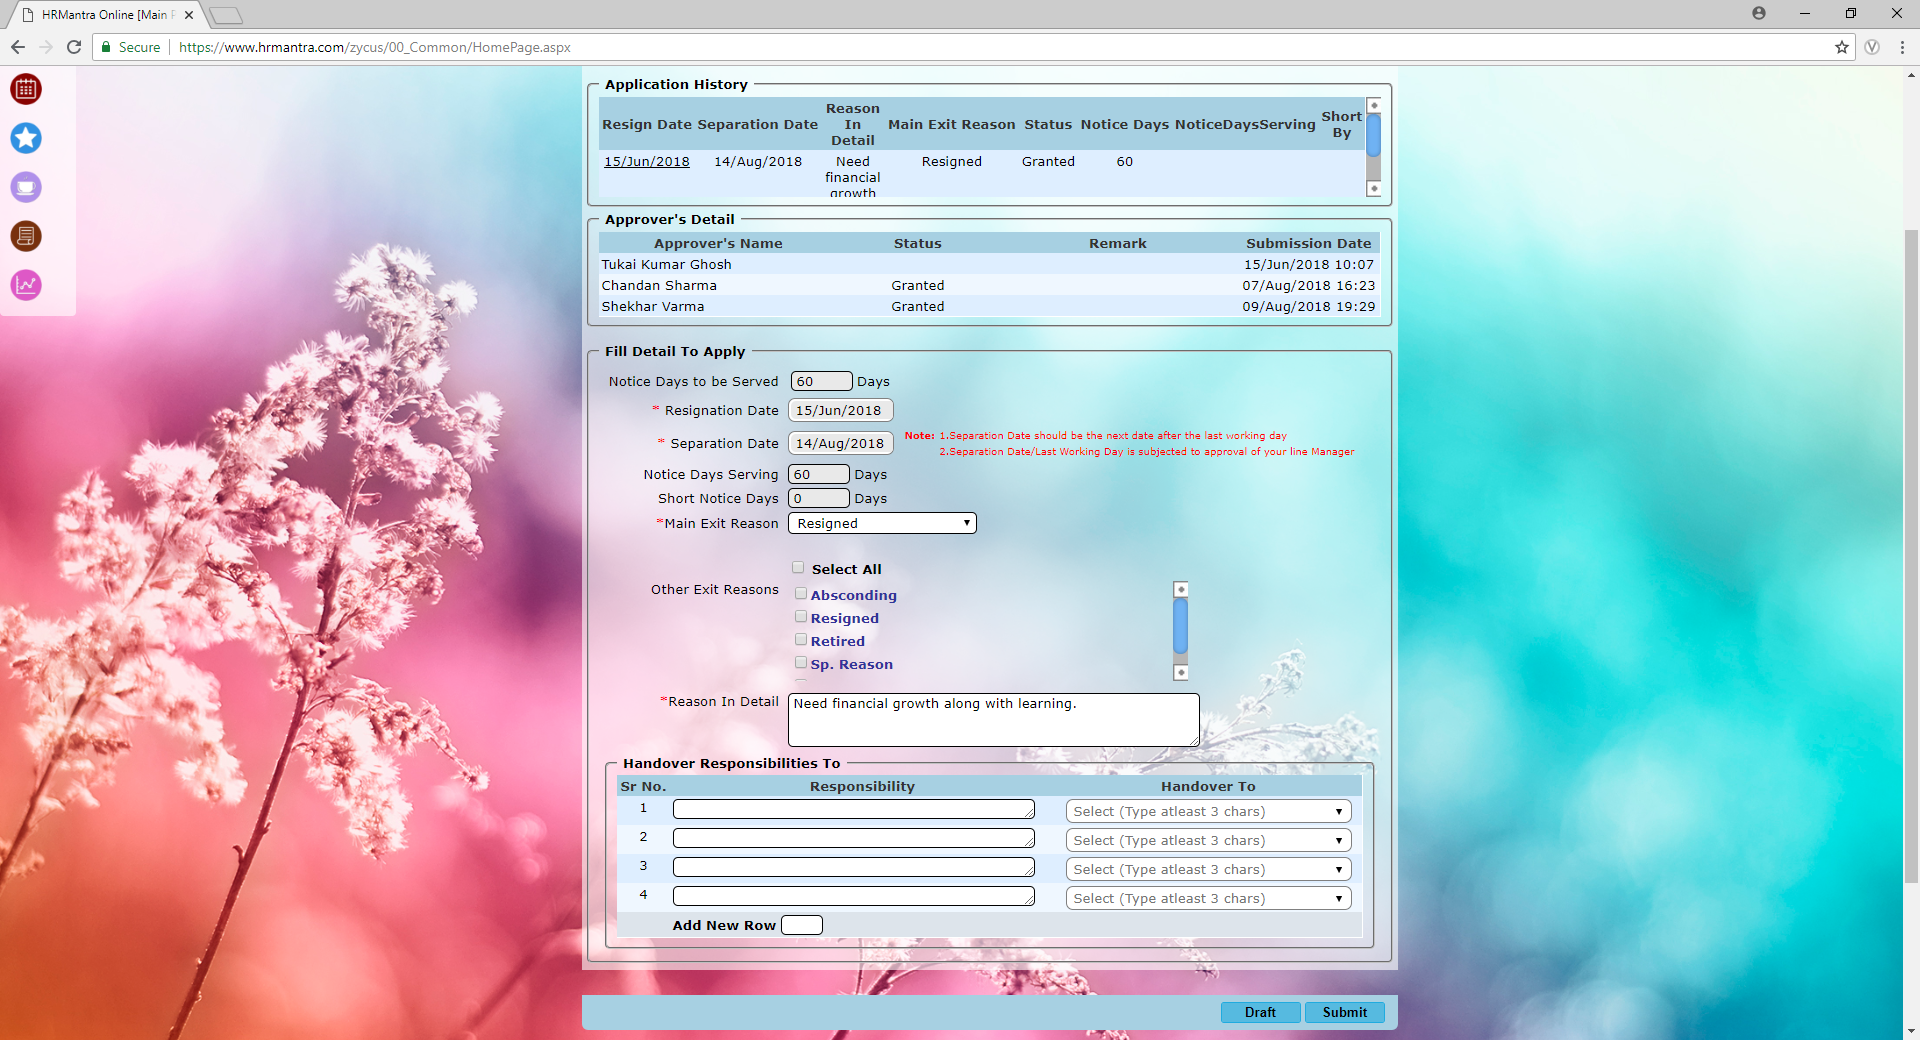 HRMantra Online [Main P
Secure https://www.hrmantra.com/zycus/00_Common/HomePage.aspx
Application History
Resign Date Separation Date Reason In Detail Main Exit Reason Status Notice Days NoticeDaysServing Short By
15/Jun/2018 14/Aug/2018 Need financial growth Resigned Granted 60
Approver's Detail
Approver's Name Status Remark Submission Date
Tukai Kumar Ghosh 15/Jun/2018 10:07
Chandan Sharma Granted 07/Aug/2018 16:23
Shekhar Varma Granted 09/Aug/2018 19:29
Fill Detail To Apply
Notice Days to be Served 60 Days
* Resignation Date 15/Jun/2018
* Separation Date 14/Aug/2018
Note: 1.Separation Date should be the next date after the last working day
2.Separation Date/Last Working Day is subjected to approval of your line Manager
Notice Days Serving 60 Days
Short Notice Days 0 Days
*Main Exit Reason Resigned
Select All
Other Exit Reasons
Absconding
Resigned
Retired
Sp. Reason
*Reason In Detail Need financial growth along with learning.
Handover Responsibilities To
Sr No. Responsibility Handover To
1 Select (Type atleast 3 chars)
2 Select (Type atleast 3 chars)
3 Select (Type atleast 3 chars)
4 Select (Type atleast 3 chars)
Add New Row
Draft Submit